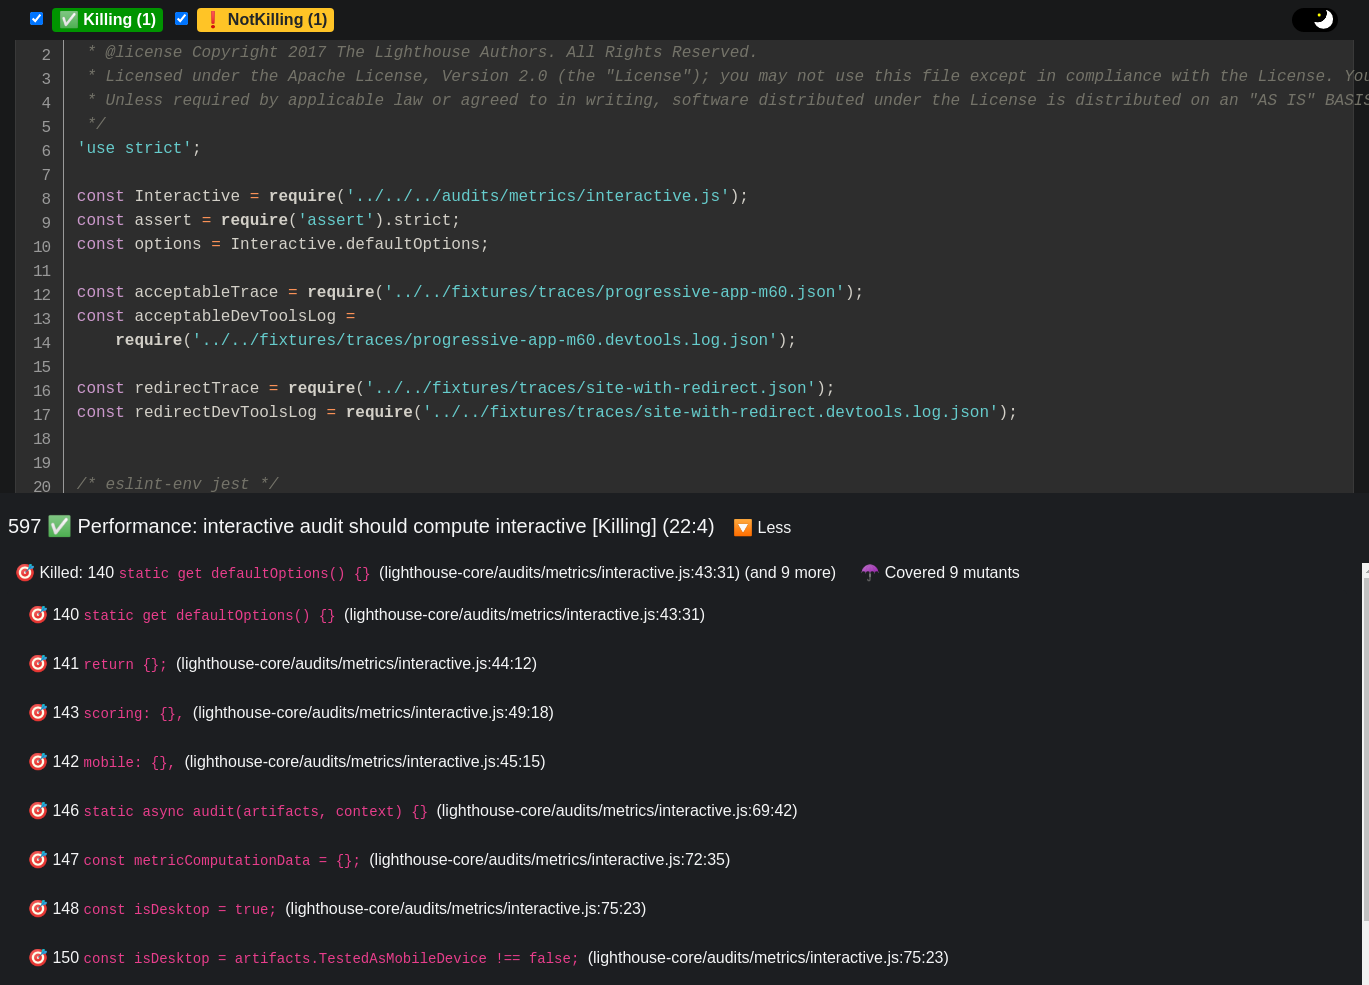 ✅ Killing (1) ❗ NotKilling (1)
2 * @license Copyright 2017 The Lighthouse Authors. All Rights Reserved.
3 * Licensed under the Apache License, Version 2.0 (the "License"); you may not use this file except in compliance with the License. You
4 * Unless required by applicable law or agreed to in writing, software distributed under the License is distributed on an "AS IS" BASIS
5 */
6 'use strict';
7
8 const Interactive = require('../../../audits/metrics/interactive.js');
9 const assert = require('assert').strict;
10 const options = Interactive.defaultOptions;
11
12 const acceptableTrace = require('../../fixtures/traces/progressive-app-m60.json');
13 const acceptableDevToolsLog =
14 require('../../fixtures/traces/progressive-app-m60.devtools.log.json');
15
16 const redirectTrace = require('../../fixtures/traces/site-with-redirect.json');
17 const redirectDevToolsLog = require('../../fixtures/traces/site-with-redirect.devtools.log.json');
18
19
20 /* eslint-env jest */
597 ✅ Performance: interactive audit should compute interactive [Killing] (22:4) 🔽 Less
🎯 Killed: 140 static get defaultOptions() {} (lighthouse-core/audits/metrics/interactive.js:43:31) (and 9 more) ☂️ Covered 9 mutants
🎯 140 static get defaultOptions() {} (lighthouse-core/audits/metrics/interactive.js:43:31)
🎯 141 return {}; (lighthouse-core/audits/metrics/interactive.js:44:12)
🎯 143 scoring: {}, (lighthouse-core/audits/metrics/interactive.js:49:18)
🎯 142 mobile: {}, (lighthouse-core/audits/metrics/interactive.js:45:15)
🎯 146 static async audit(artifacts, context) {} (lighthouse-core/audits/metrics/interactive.js:69:42)
🎯 147 const metricComputationData = {}; (lighthouse-core/audits/metrics/interactive.js:72:35)
🎯 148 const isDesktop = true; (lighthouse-core/audits/metrics/interactive.js:75:23)
🎯 150 const isDesktop = artifacts.TestedAsMobileDevice !== false; (lighthouse-core/audits/metrics/interactive.js:75:23)